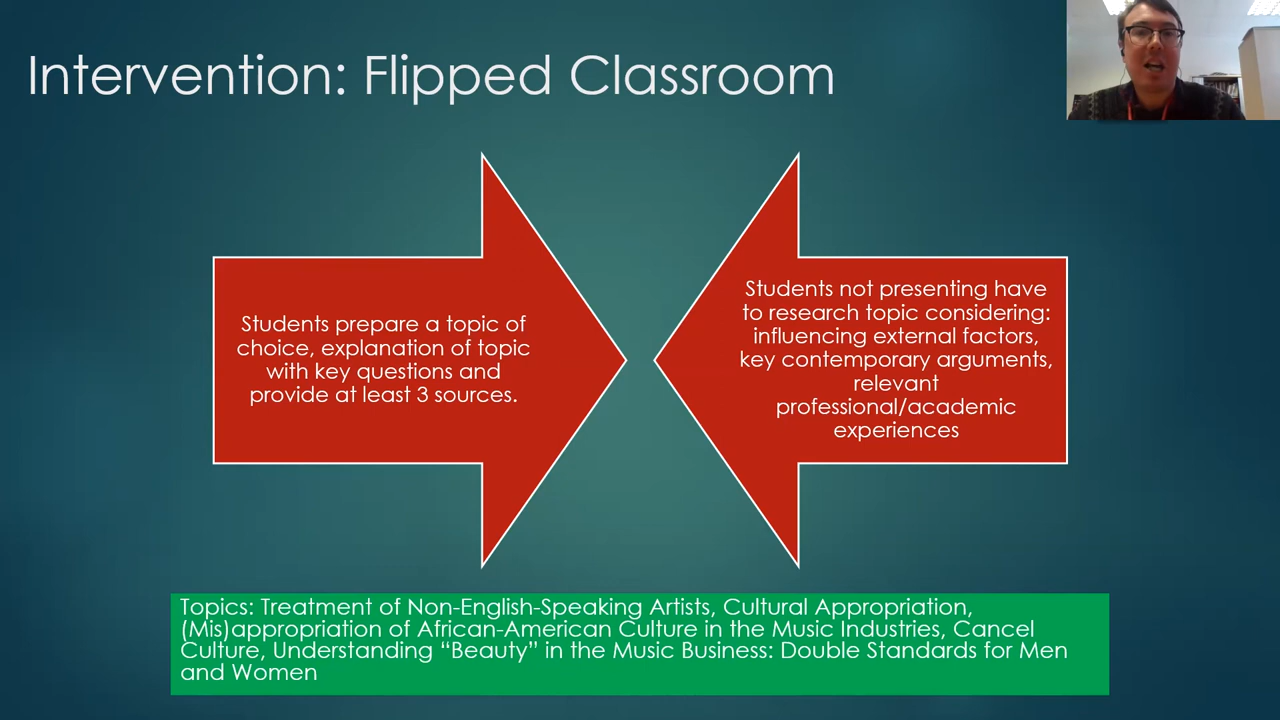 Intervention: Flipped Classroom
Students prepare a topic of
choice, explanation of topic
with key questions and
provide at least 3 sources.
Students not presenting have
to research topic considering:
influencing external factors,
key contemporary arguments,
relevant
professional/academic
experiences
Topics: Treatment of Non-English-Speaking Artists, Cultural Appropriation,
(Mis)appropriation of African-American Culture in the Music Industries, Cancel
Culture, Understanding “Beauty” in the Music Business: Double Standards for Men
and Women